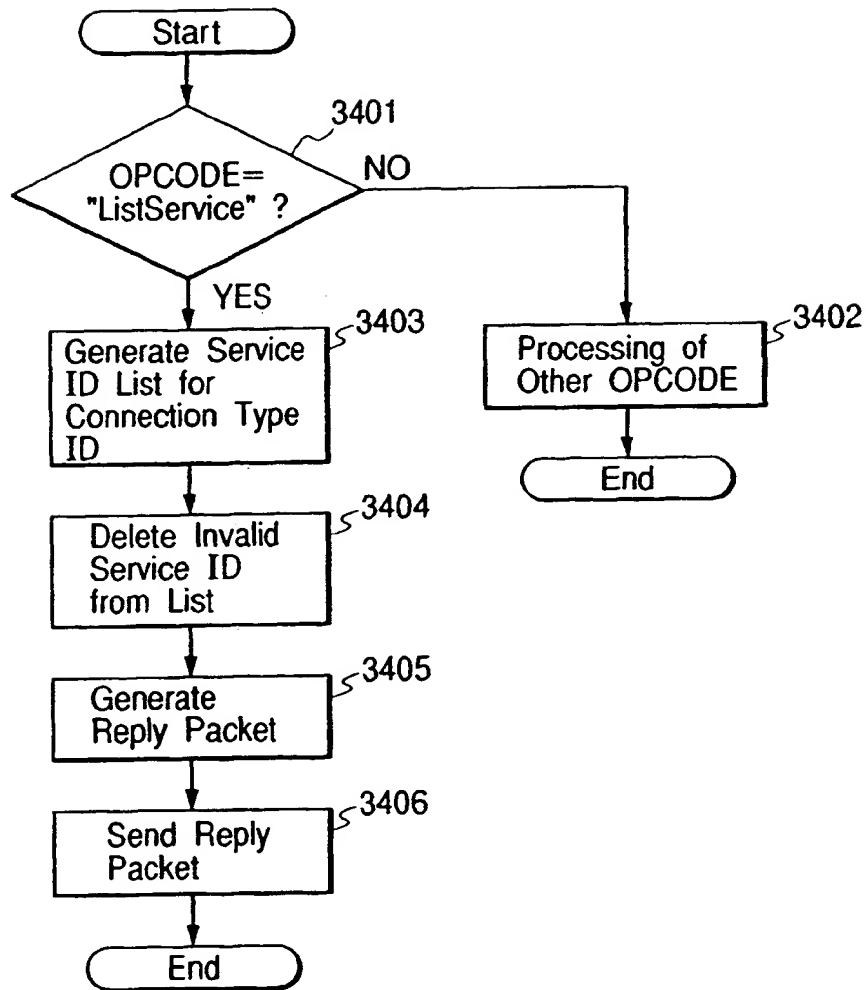 Start
3401
OPCODE=
"ListService" ?
NO
YES
3403
Generate Service
ID List for
Connection Type
ID
3402
Processing of
Other OPCODE
End
3404
Delete Invalid
Service ID
from List
3405
Generate
Reply Packet
3406
Send Reply
Packet
End